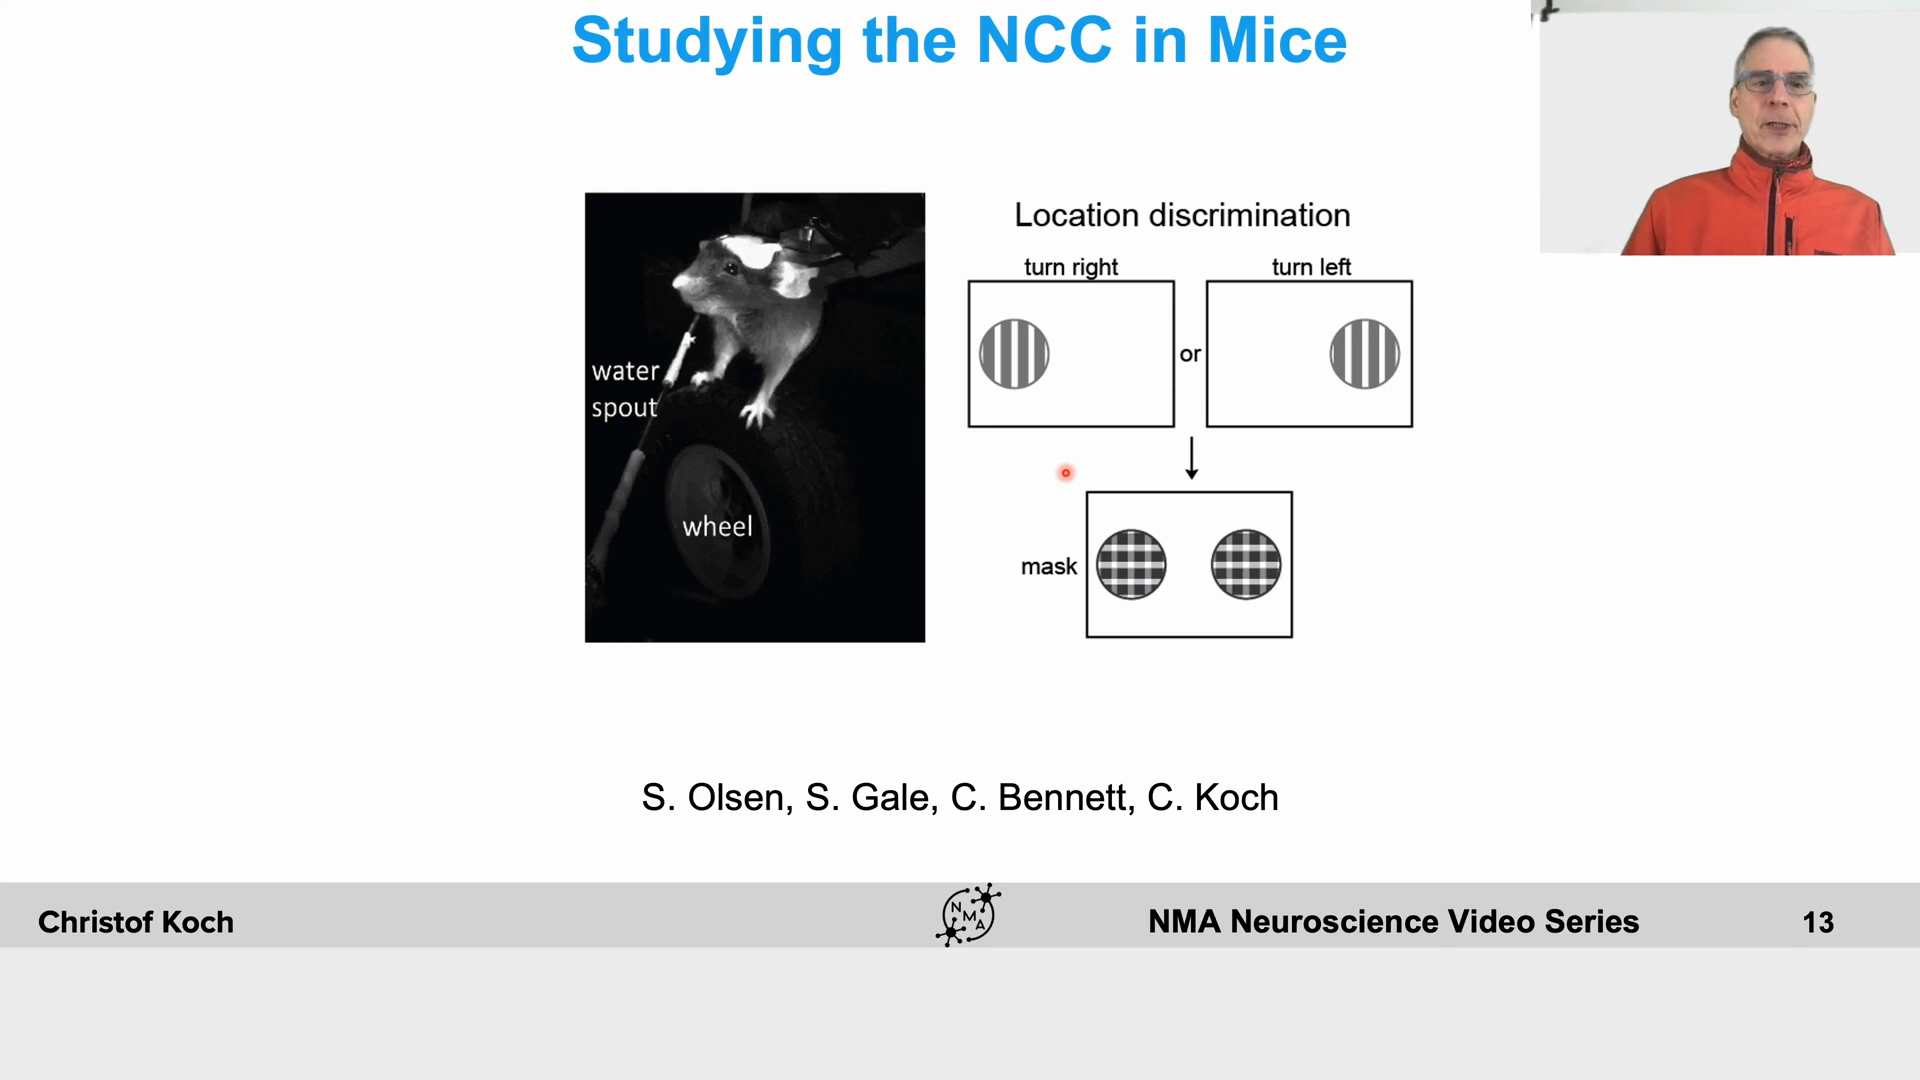 Studying the NCC in Mice
water
spout
wheel
Location discrimination
turn right
turn left
or
mask
S. Olsen, S. Gale, C. Bennett, C. Koch
Christof Koch
N
M
A
NMA Neuroscience Video Series
13